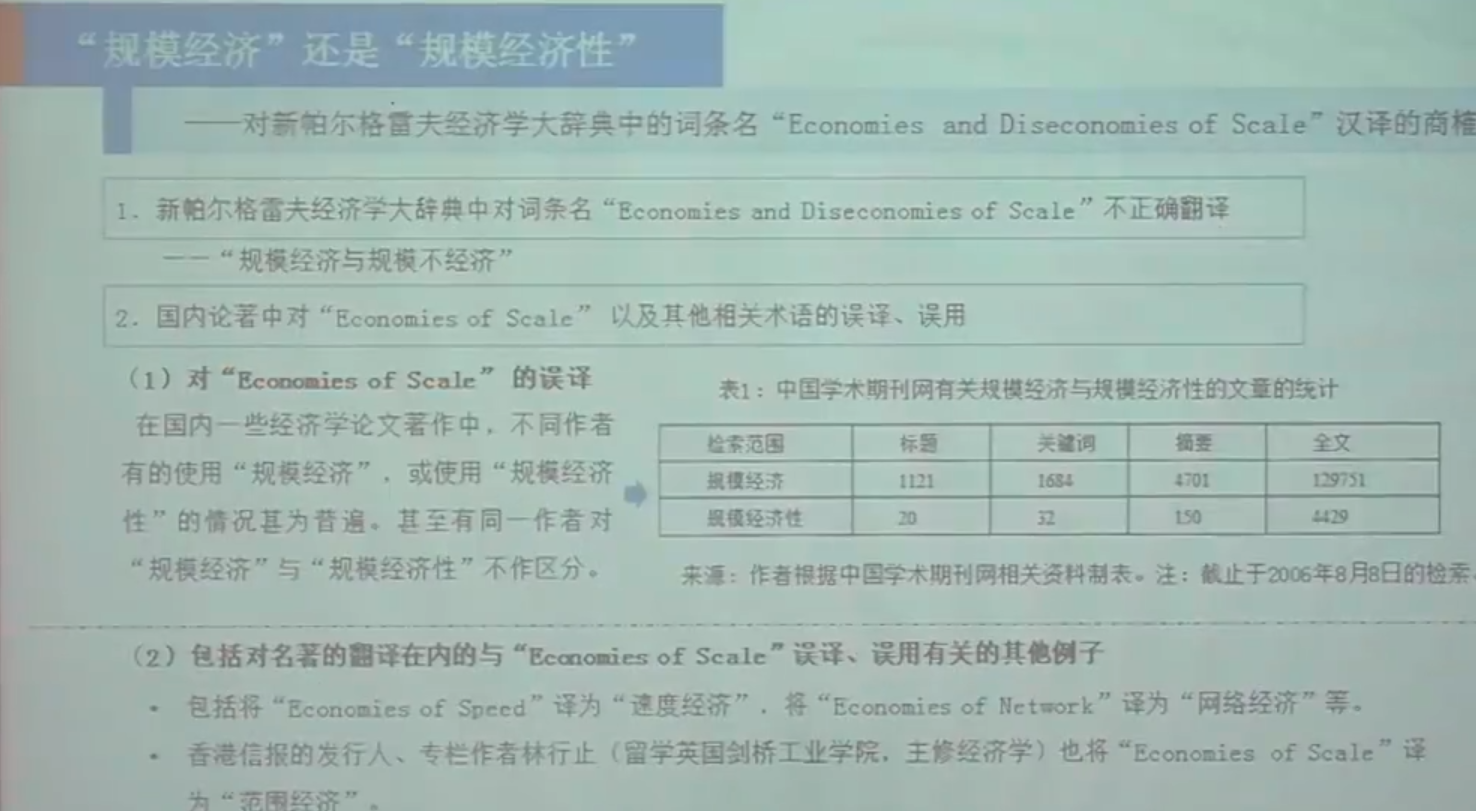 “规模经济”还是“规模经济性”
——对新帕尔格雷夫经济学大辞典中的词条名“Economies and Diseconomies of Scale”汉译的商榷
1. 新帕尔格雷夫经济学大辞典中对词条名“Economies and Diseconomies of Scale”不正确翻译
——“规模经济与规模不经济”
2. 国内论著中对“Economies of Scale” 以及其他相关术语的误译、误用
（1）对“Economies of Scale” 的误译
在国内一些经济学论文著作中，不同作者
有的使用“规模经济”，或使用“规模经济
性”的情况甚为普遍。甚至有同一作者对
“规模经济”与“规模经济性”不作区分。
表1：中国学术期刊网有关规模经济与规模经济性的文章的统计
检索范围 标题 关键词 摘要 全文
规模经济 1121 1684 4701 129751
规模经济性 20 32 150 4429
来源：作者根据中国学术期刊网相关资料制表。注：截止于2006年8月8日的检索。
（2）包括对名著的翻译在内的与“Economies of Scale”误译、误用有关的其他例子
• 包括将“Economies of Speed”译为“速度经济”，将“Economies of Network”译为“网络经济”等。
• 香港信报的发行人、专栏作者林行止（留学英国剑桥工业学院，主修经济学）也将“Economies of Scale”译
为“范围经济”。